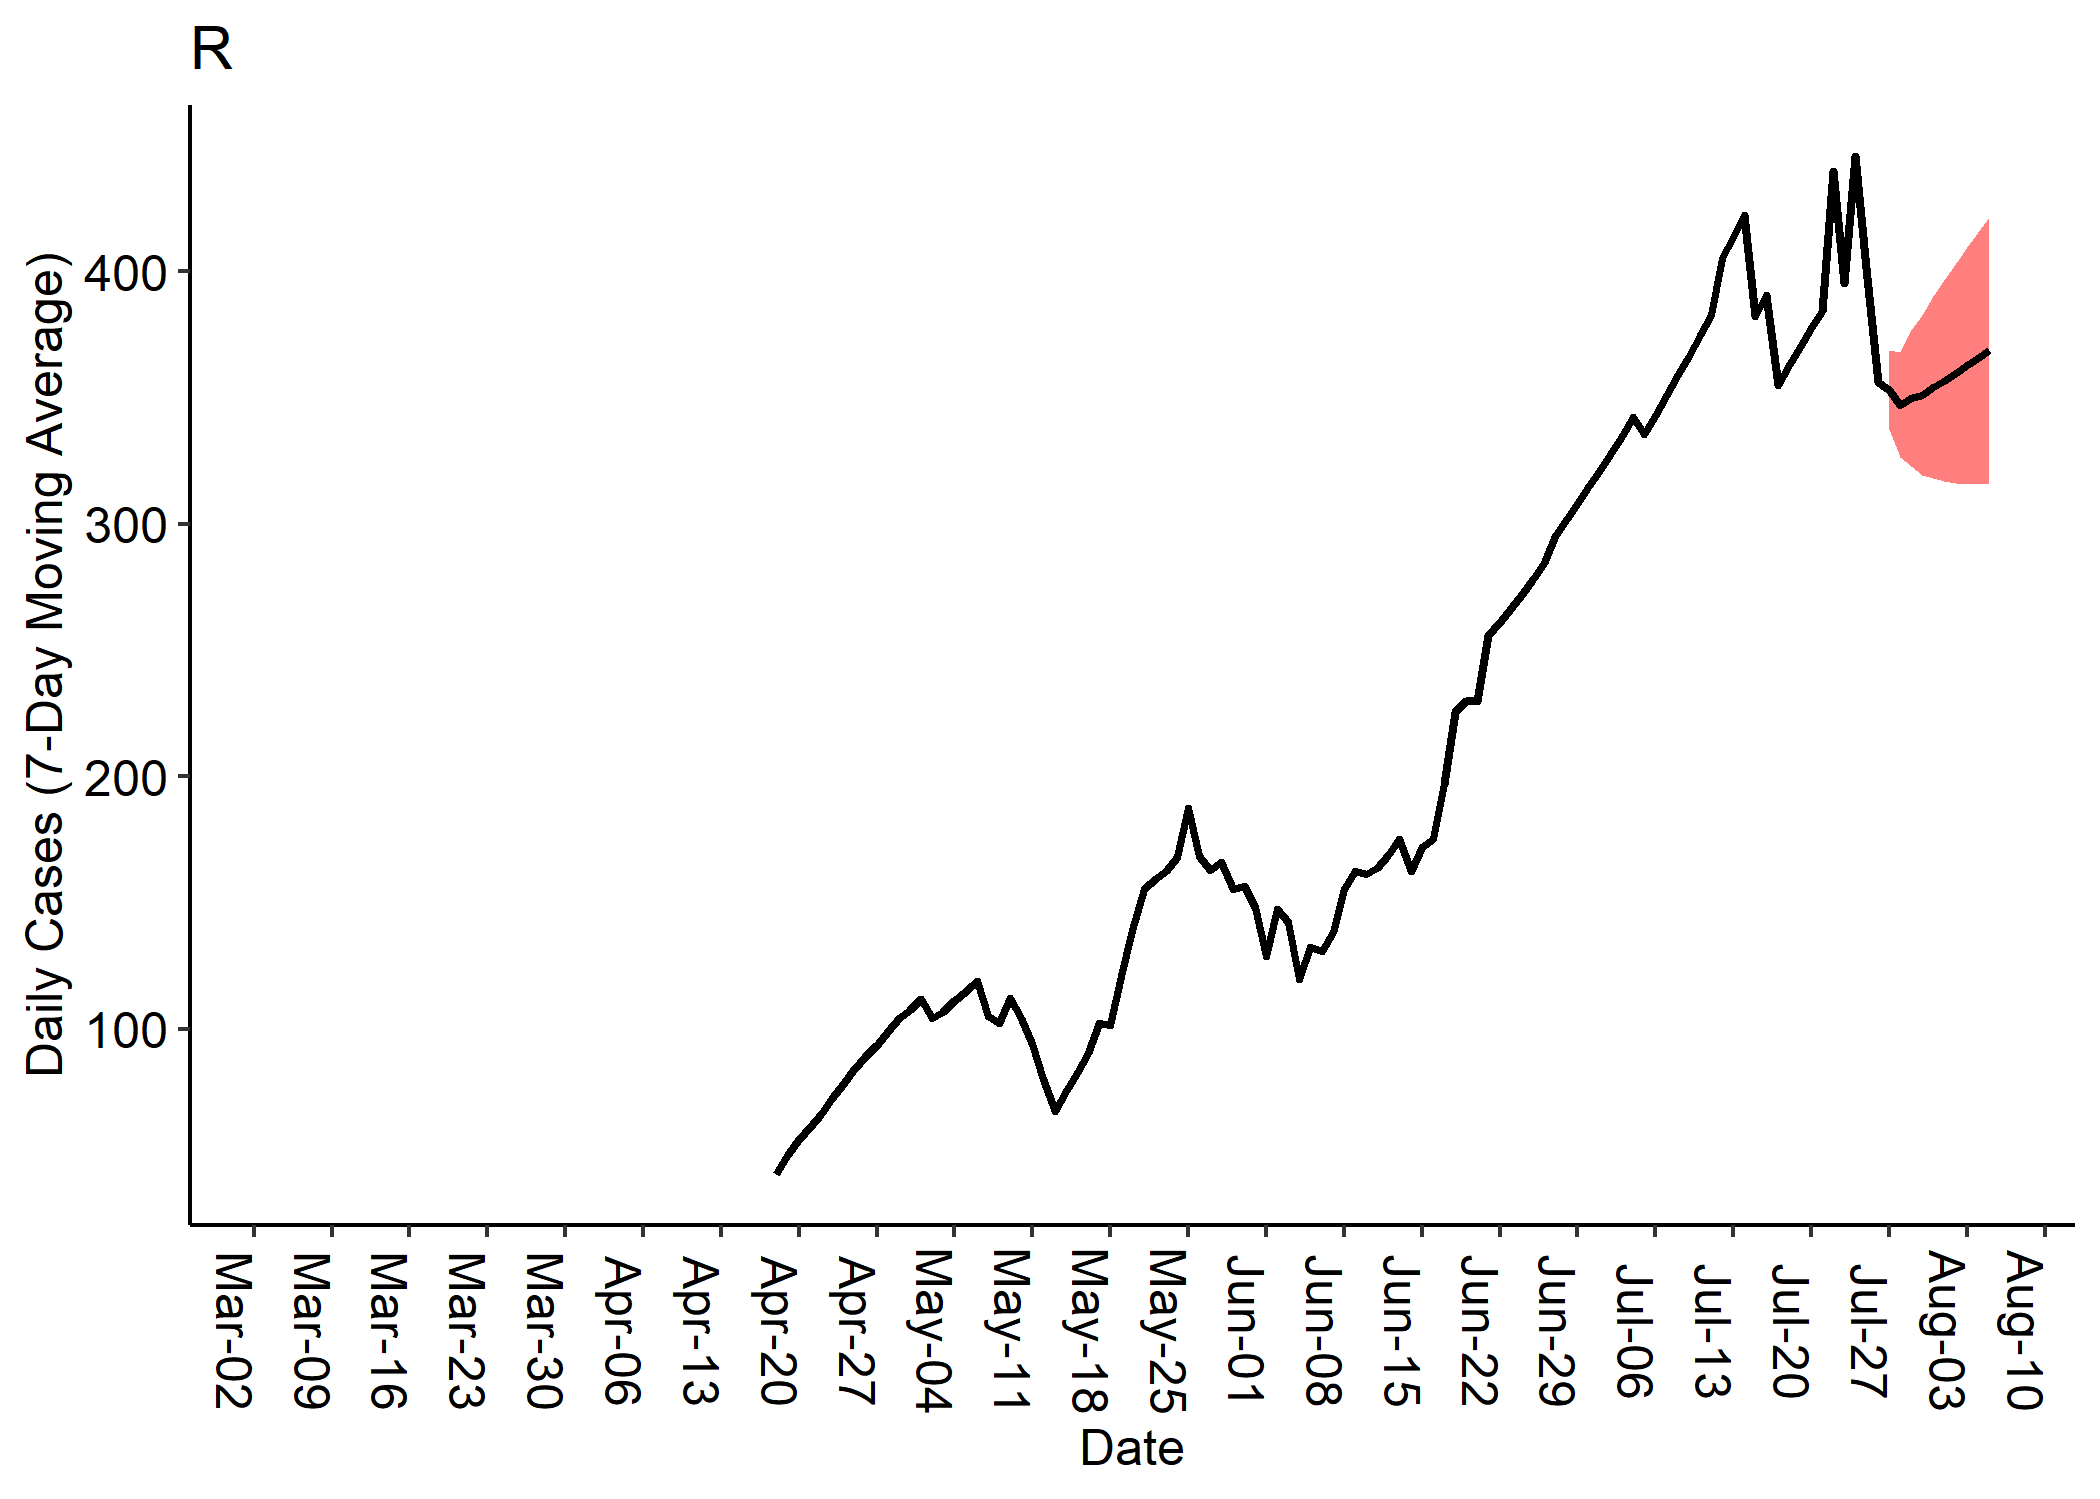 R
Daily Cases (7-Day Moving Average)
400
300
200
100
Mar-02
Mar-09
Mar-16
Mar-23
Mar-30
Apr-06
Apr-13
Apr-20
Apr-27
May-04
May-11
May-18
May-25
Jun-01
Jun-08
Jun-15
Jun-22
Jun-29
Jul-06
Jul-13
Jul-20
Jul-27
Aug-03
Aug-10
Date